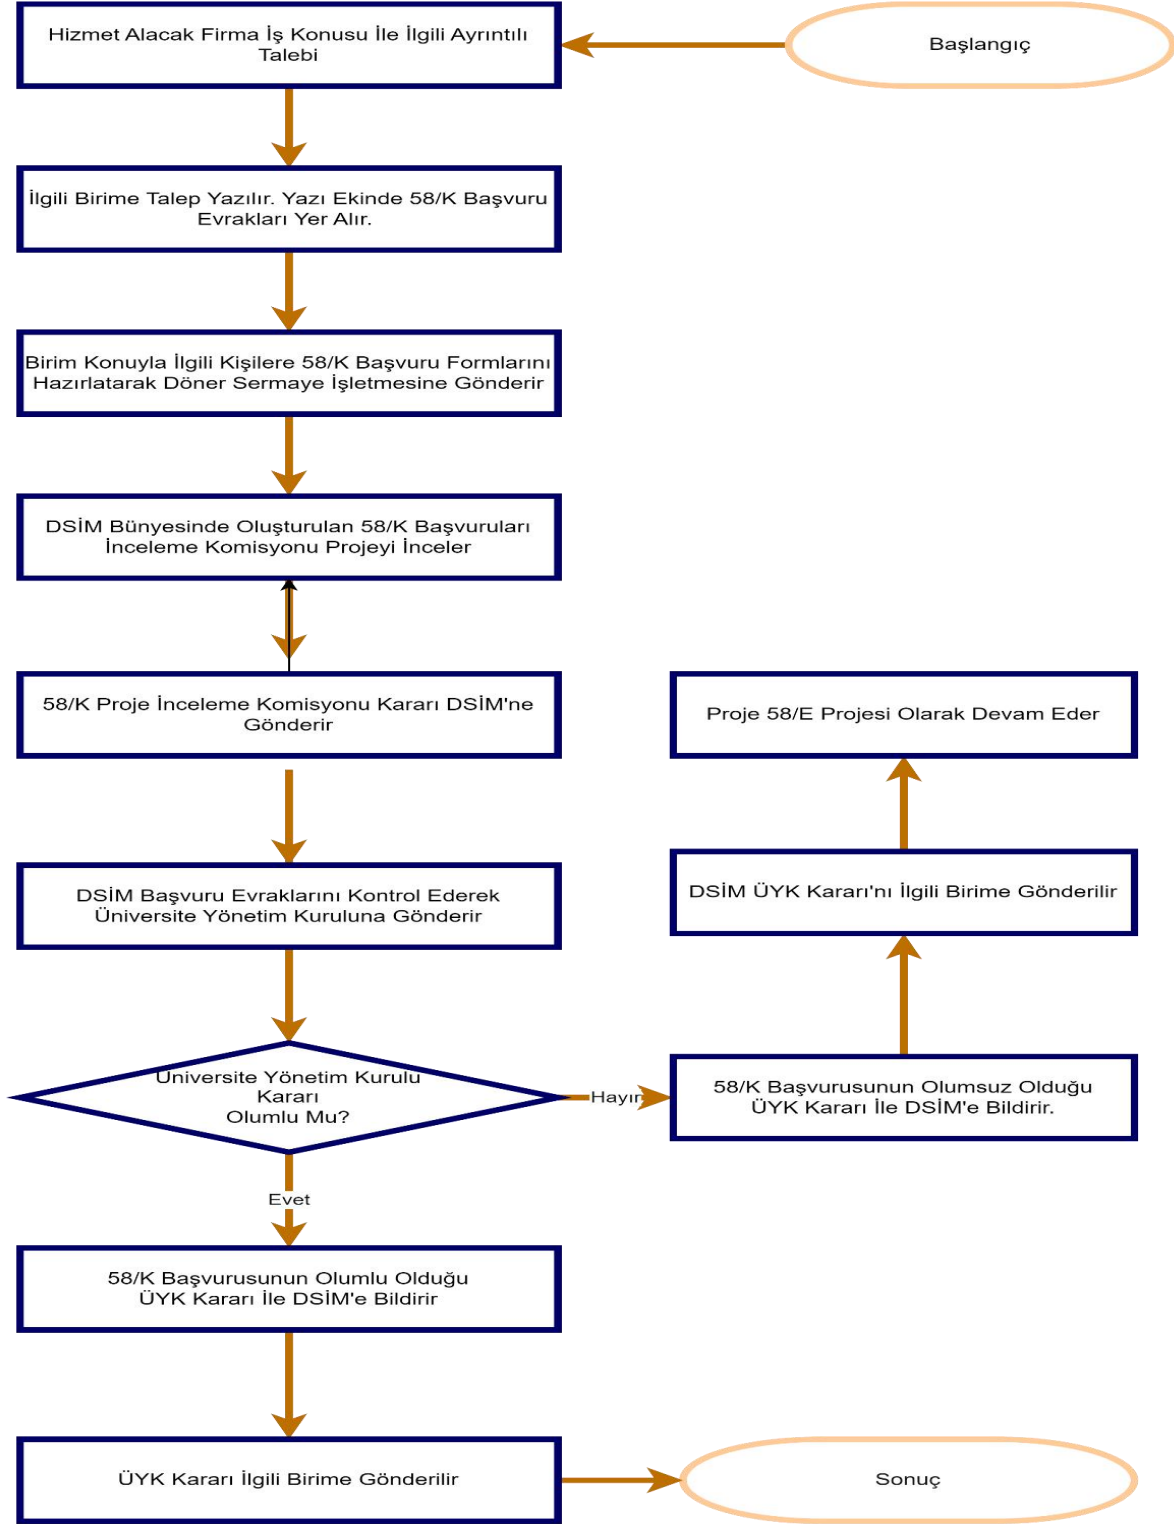 Hizmet Alacak Firma İş Konusu İle İlgili Ayrıntılı
Talebi
Başlangıç
İlgili Birime Talep Yazılır. Yazı Ekinde 58/K Başvuru
Evrakları Yer Alır.
Birim Konuyla İlgili Kişilere 58/K Başvuru Formlarını
Hazırlatarak Döner Sermaye İşletmesine Gönderir
DSİM Bünyesinde Oluşturulan 58/K Başvuruları
İnceleme Komisyonu Projeyi İnceler
58/K Proje İnceleme Komisyonu Kararı DSİM'ne
Gönderir
Proje 58/E Projesi Olarak Devam Eder
DSİM Başvuru Evraklarını Kontrol Ederek
Üniversite Yönetim Kuruluna Gönderir
DSİM ÜYK Kararı'nı İlgili Birime Gönderilir
Üniversite Yönetim Kurulu
Kararı
Olumlu Mu?
Hayır
58/K Başvurusunun Olumsuz Olduğu
ÜYK Kararı İle DSİM'e Bildirir.
Evet
58/K Başvurusunun Olumlu Olduğu
ÜYK Kararı İle DSİM'e Bildirir
ÜYK Kararı İlgili Birime Gönderilir
Sonuç